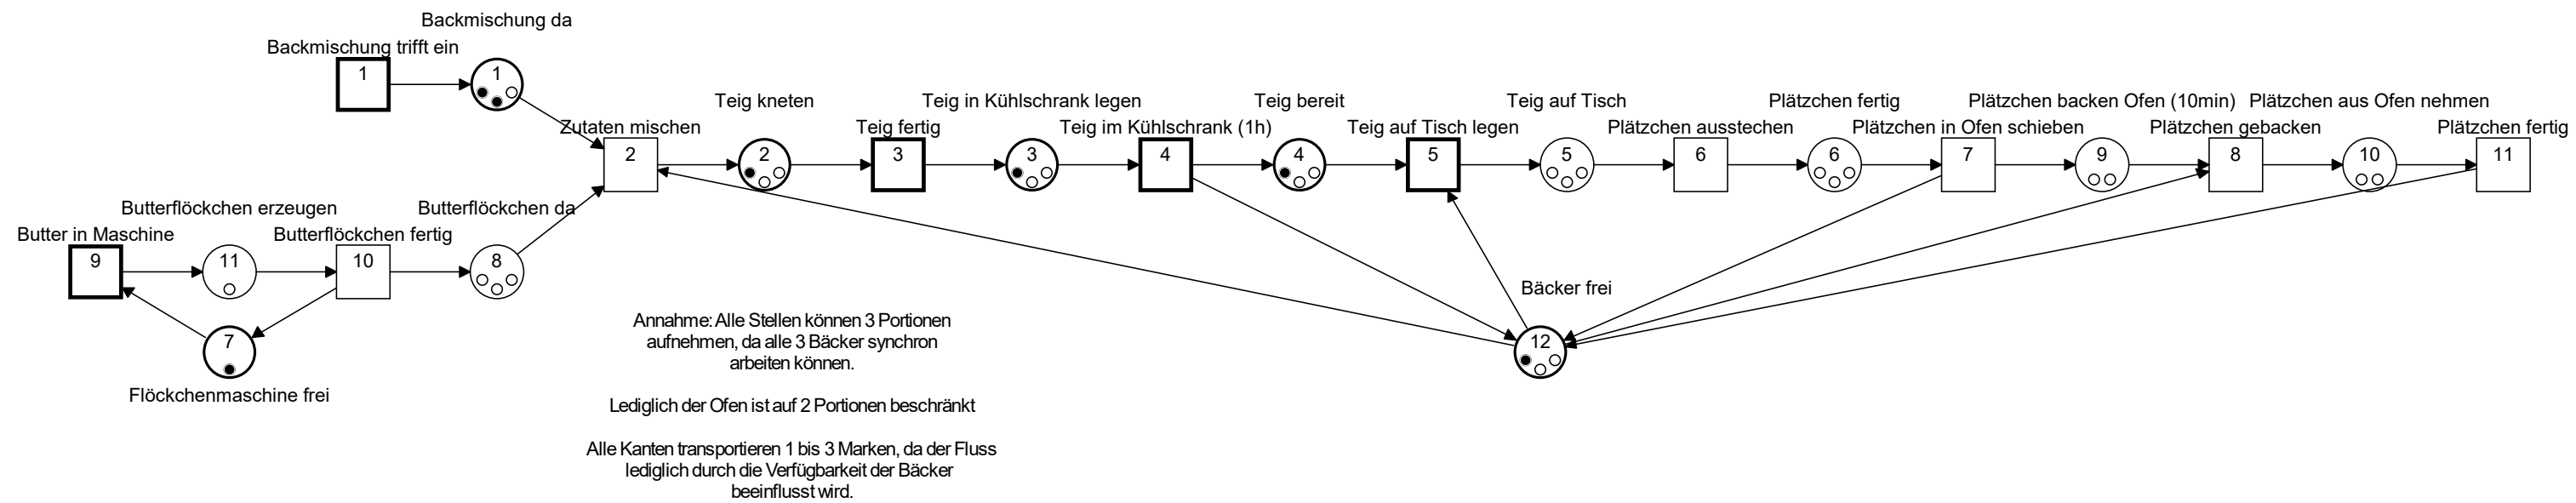 Backmischung da
Backmischung trifft ein
1
1
Teig kneten
Teig in Kühlschrank legen
Teig bereit
Teig auf Tisch
Plätzchen fertig
Plätzchen backen Ofen (10min)
Plätzchen aus Ofen nehmen
Zutaten mischen
Teig fertig
Teig im Kühlschrank (1h)
Teig auf Tisch legen
Plätzchen ausstechen
Plätzchen in Ofen schieben
Plätzchen gebacken
Plätzchen fertig
2
2
3
3
4
4
5
5
6
6
7
9
8
10
11
Butterflöckchen erzeugen
Butterflöckchen da
Butter in Maschine
Butterflöckchen fertig
9
11
10
8
Bäcker frei
7
12
Flöckchenmaschine frei
Annahme: Alle Stellen können 3 Portionen
aufnehmen, da alle 3 Bäcker synchron
arbeiten können.
Lediglich der Ofen ist auf 2 Portionen beschränkt
Alle Kanten transportieren 1 bis 3 Marken, da der Fluss
lediglich durch die Verfügbarkeit der Bäcker
beeinflusst wird.